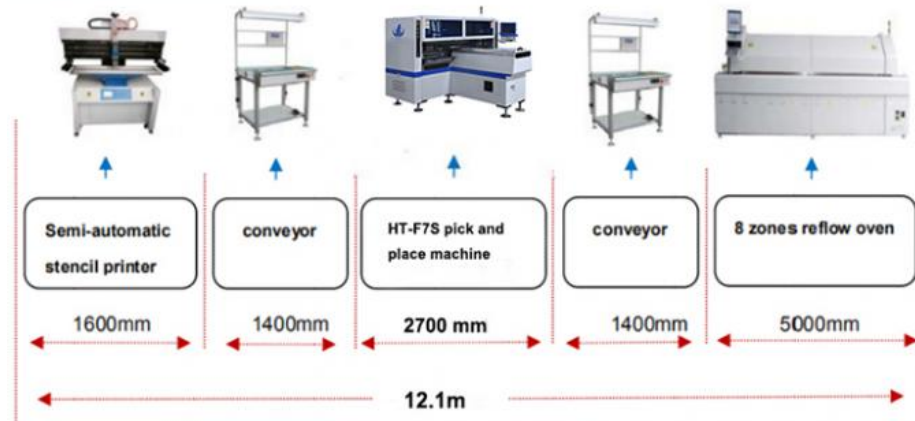 Semi-automatic
stencil printer
conveyor
HT-F7S pick and
place machine
conveyor
8 zones reflow oven
1600mm
1400mm
2700 mm
1400mm
5000mm
12.1m